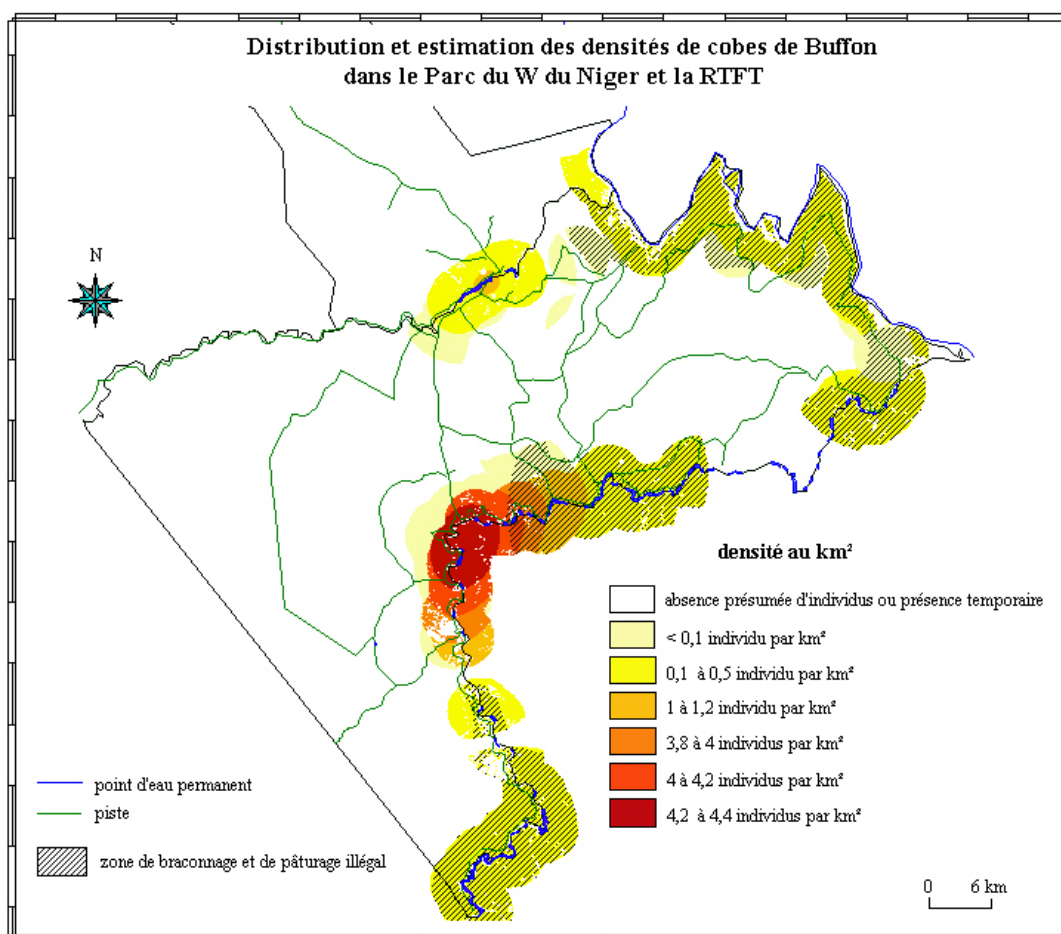 Distribution et estimation des densités de cobes de Buffon
dans le Parc du W du Niger et la RTFT
N
densité au km²
absence présumée d'individus ou présence temporaire
< 0,1 individu par km²
0,1 à 0,5 individu par km²
1 à 1,2 individu par km²
3,8 à 4 individus par km²
4 à 4,2 individus par km²
4,2 à 4,4 individus par km²
point d'eau permanent
piste
zone de braconnage et de pâturage illégal
0 6 km